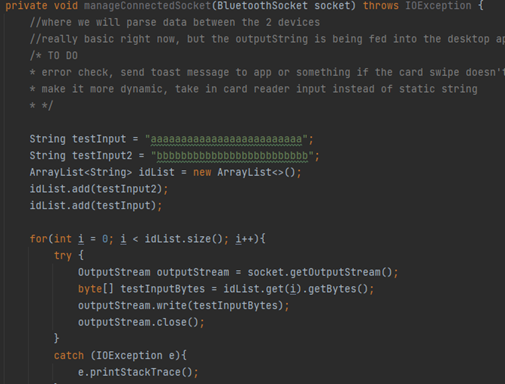 private void manageConnectedSocket(BluetoothSocket socket) throws IOException {
//where we will parse data between the 2 devices
//really basic right now, but the outputString is being fed into the desktop ap
/* TO DO
* error check, send toast message to app or something if the card swipe doesn't
* make it more dynamic, take in card reader input instead of static string
* */
String testInput = "aaaaaaaaaaaaaaaaaaaaaaaaa";
String testInput2 = "bbbbbbbbbbbbbbbbbbbbbbbbb";
ArrayList<String> idList = new ArrayList<>();
idList.add(testInput2);
idList.add(testInput);
for(int i = 0; i < idList.size(); i++){
try {
OutputStream outputStream = socket.getOutputStream();
byte[] testInputBytes = idList.get(i).getBytes();
outputStream.write(testInputBytes);
outputStream.close();
}
catch (IOException e){
e.printStackTrace();